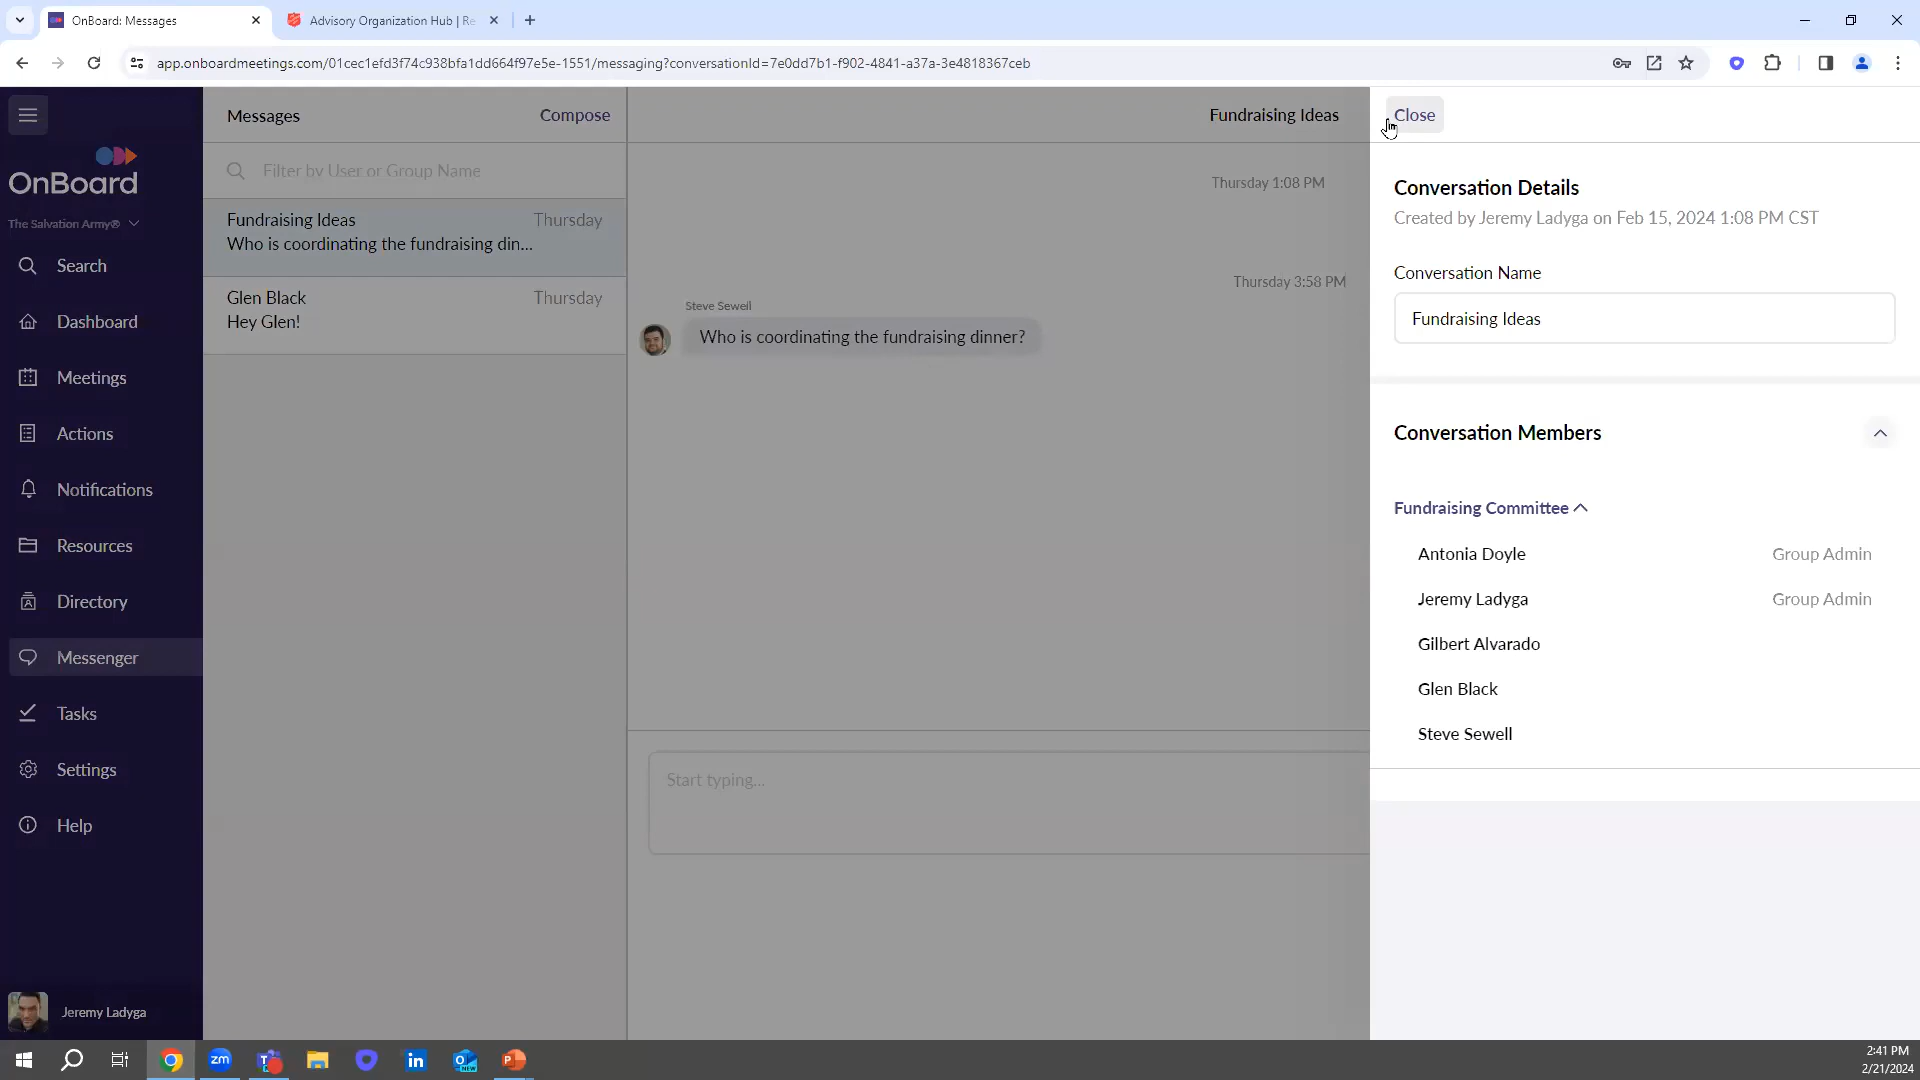 OnBoard: Messages
Advisory Organization Hub | Re
app.onboardmeetings.com/01cec1efd3f74c938bfa1dd664f97e5e-1551/messaging?conversationId=7e0dd7b1-f902-4841-a37a-3e4818367ceb
OnBoard
The Salvation Army®
Search
Dashboard
Meetings
Actions
Notifications
Resources
Directory
Messenger
Tasks
Settings
Help
Jeremy Ladyga
Messages Compose
Filter by User or Group Name
Fundraising Ideas Thursday
Who is coordinating the fundraising din...
Glen Black Thursday
Hey Glen!
Fundraising Ideas
Thursday 1:08 PM
Thursday 3:58 PM
Steve Sewell
Who is coordinating the fundraising dinner?
Start typing...
Close
Conversation Details
Created by Jeremy Ladyga on Feb 15, 2024 1:08 PM CST
Conversation Name
Fundraising Ideas
Conversation Members
Fundraising Committee
Antonia Doyle Group Admin
Jeremy Ladyga Group Admin
Gilbert Alvarado
Glen Black
Steve Sewell
zm
in
NEW
2:41 PM
2/21/2024